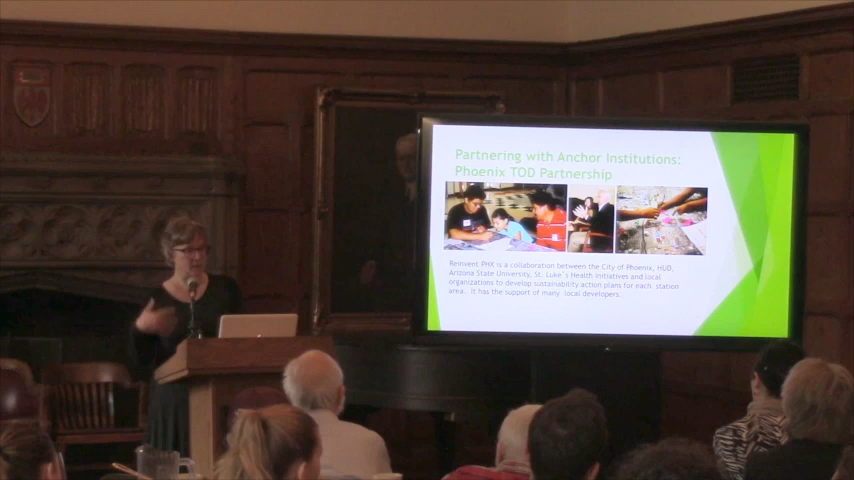 Partnering with Anchor Institutions:
Phoenix TOD Partnership
Reinvent PHX is a collaboration between the City of Phoenix, HUD,
Arizona State University, St. Luke's Health initiatives and local
organizations to develop sustainability action plans for each station
area. It has the support of many local developers.